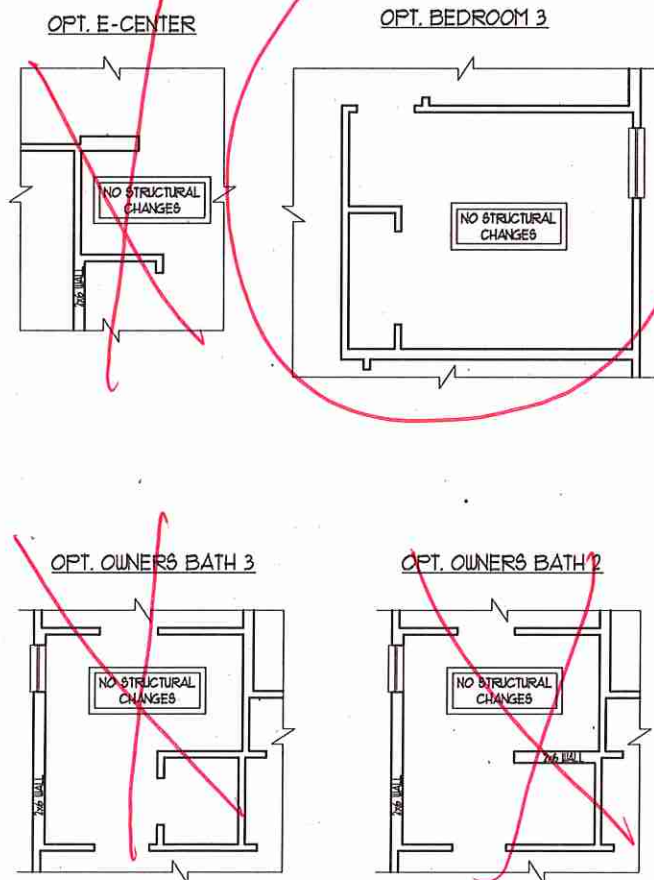 OPT. E-CENTER
OPT. BEDROOM 3
NO STRUCTURAL
CHANGES
2x6 WALL
NO STRUCTURAL
CHANGES
OPT. OWNERS BATH 3
OPT. OWNERS BATH 2
NO STRUCTURAL
CHANGES
2x6 WALL
NO STRUCTURAL
CHANGES
2x6 WALL
2x6 WALL